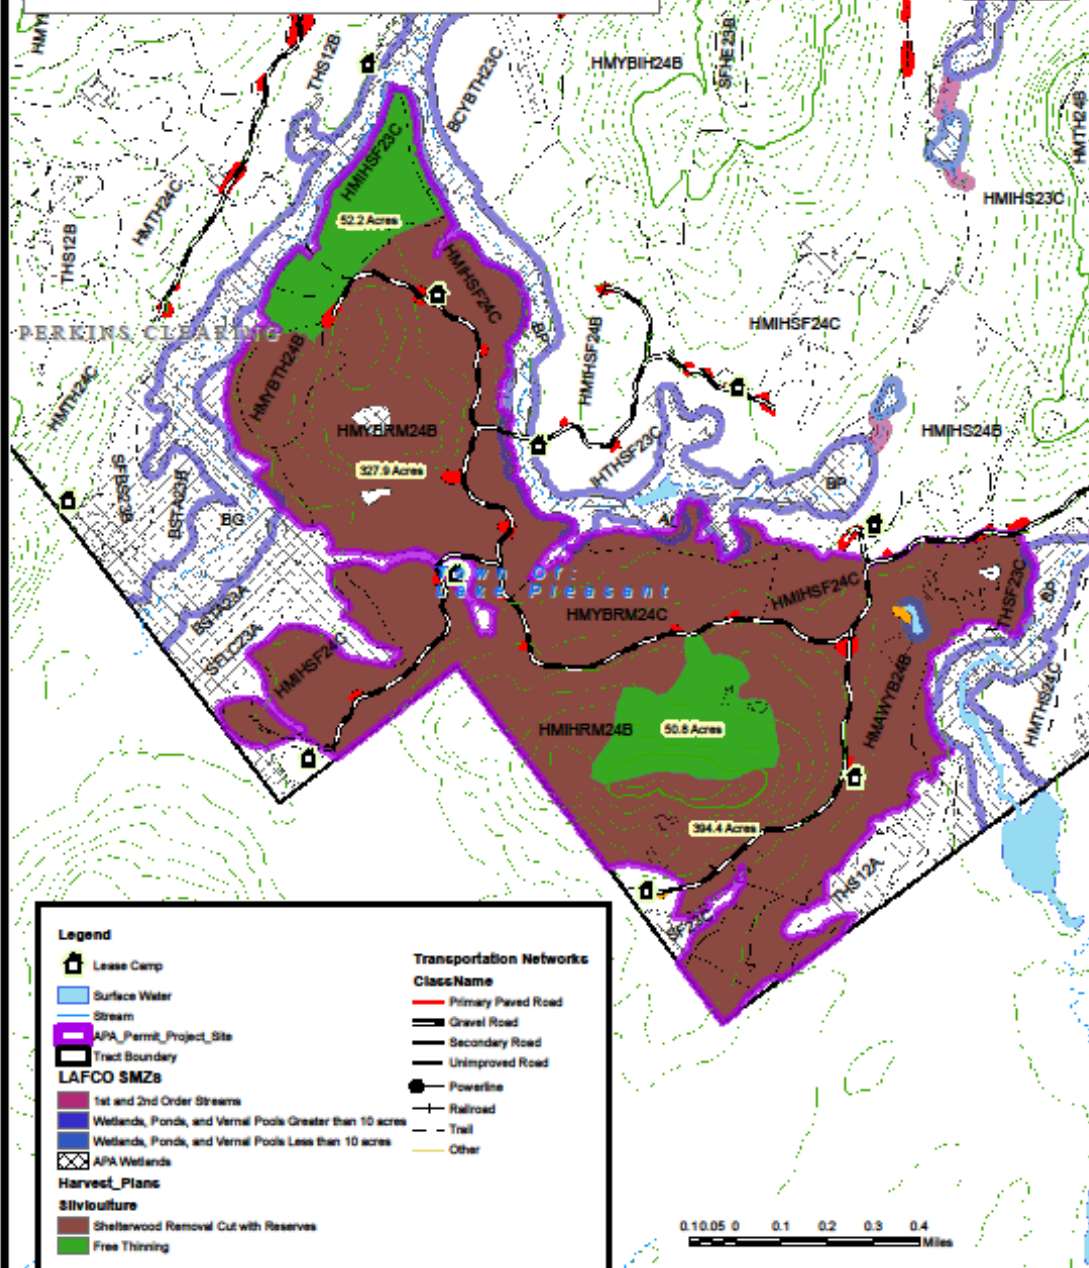 HMY
THS12B
BCYBTH23C
HMYBIH24B
SFHE23B
HMTH24B
HMIHSF23C
HMIHS23C
HMTH24C
52.2 Acres
THS12B
HMIHSF24C
PERKINS CLEARING
HMIHSF24C
BP
HMYBTH24B
HMIHSF24B
HMTH24C
HMYBRM24B
HMIHS24B
327.9 Acres
IHTHSF23C
SFBS23B
BSTA23B
BP
BG
AL
Town Of:
Lake Pleasant
HMIHSF24C
THSF23C
BP
BSTA23A
HMYBRM24C
SFLC23A
HMIHSF24C
HMAWYB24B
HMTHS24C
HMIHRM24B
50.8 Acres
394.4 Acres
THS12A
SF23C
Legend
Lease Camp
Surface Water
Stream
APA_Permit_Project_Site
Tract Boundary
LAFCO SMZs
1st and 2nd Order Streams
Wetlands, Ponds, and Vernal Pools Greater than 10 acres
Wetlands, Ponds, and Vernal Pools Less than 10 acres
APA Wetlands
Harvest_Plans
Silviculture
Shelterwood Removal Cut with Reserves
Free Thinning
Transportation Networks
ClassName
Primary Paved Road
Gravel Road
Secondary Road
Unimproved Road
Powerline
Railroad
Trail
Other
0.1 0.05 0 0.1 0.2 0.3 0.4
Miles